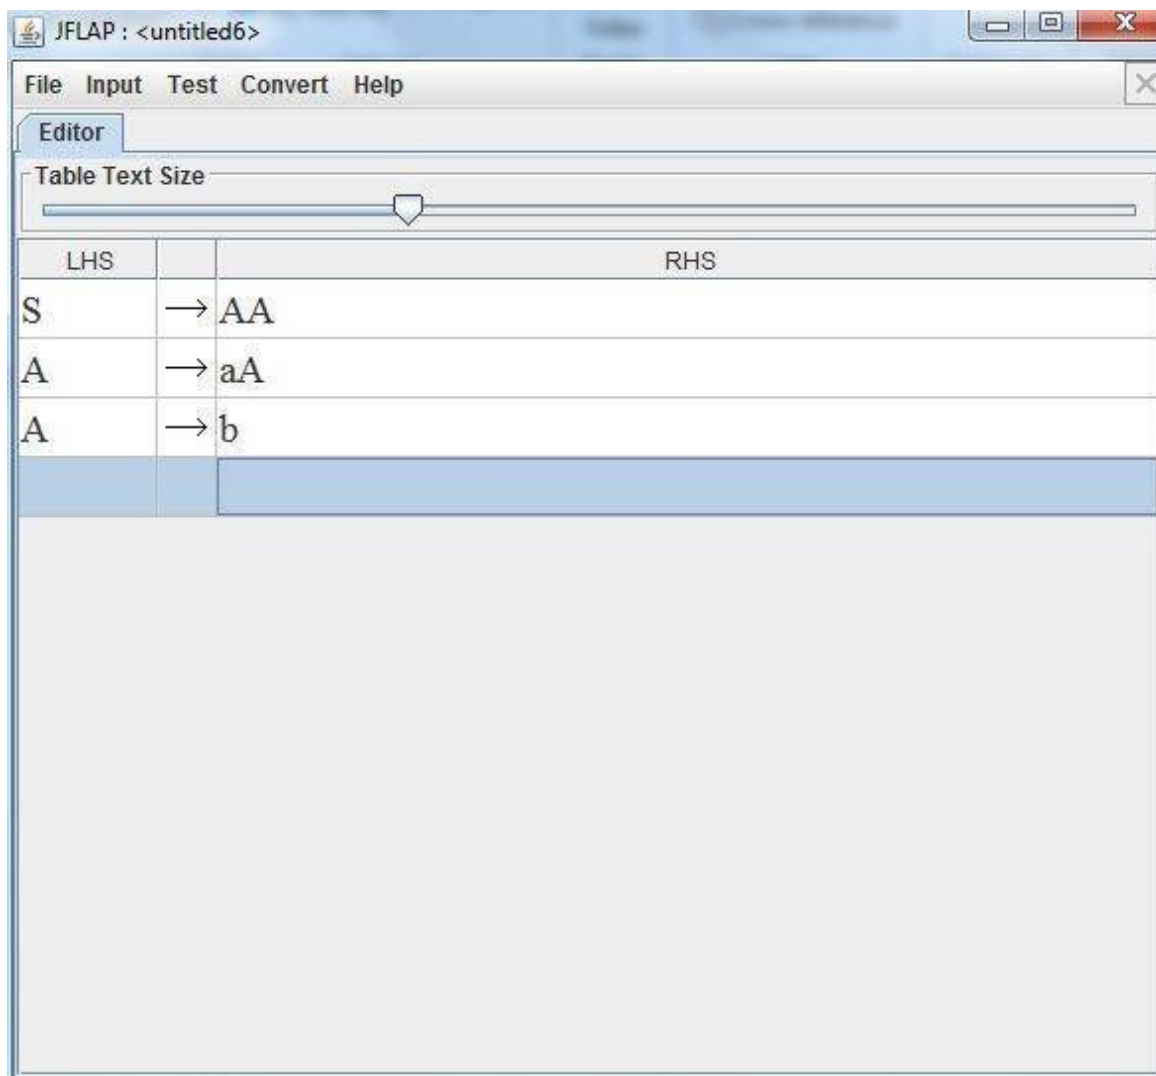 JFLAP : <untitled6>
File Input Test Convert Help
Editor
Table Text Size
LHS RHS
S → AA
A → aA
A → b